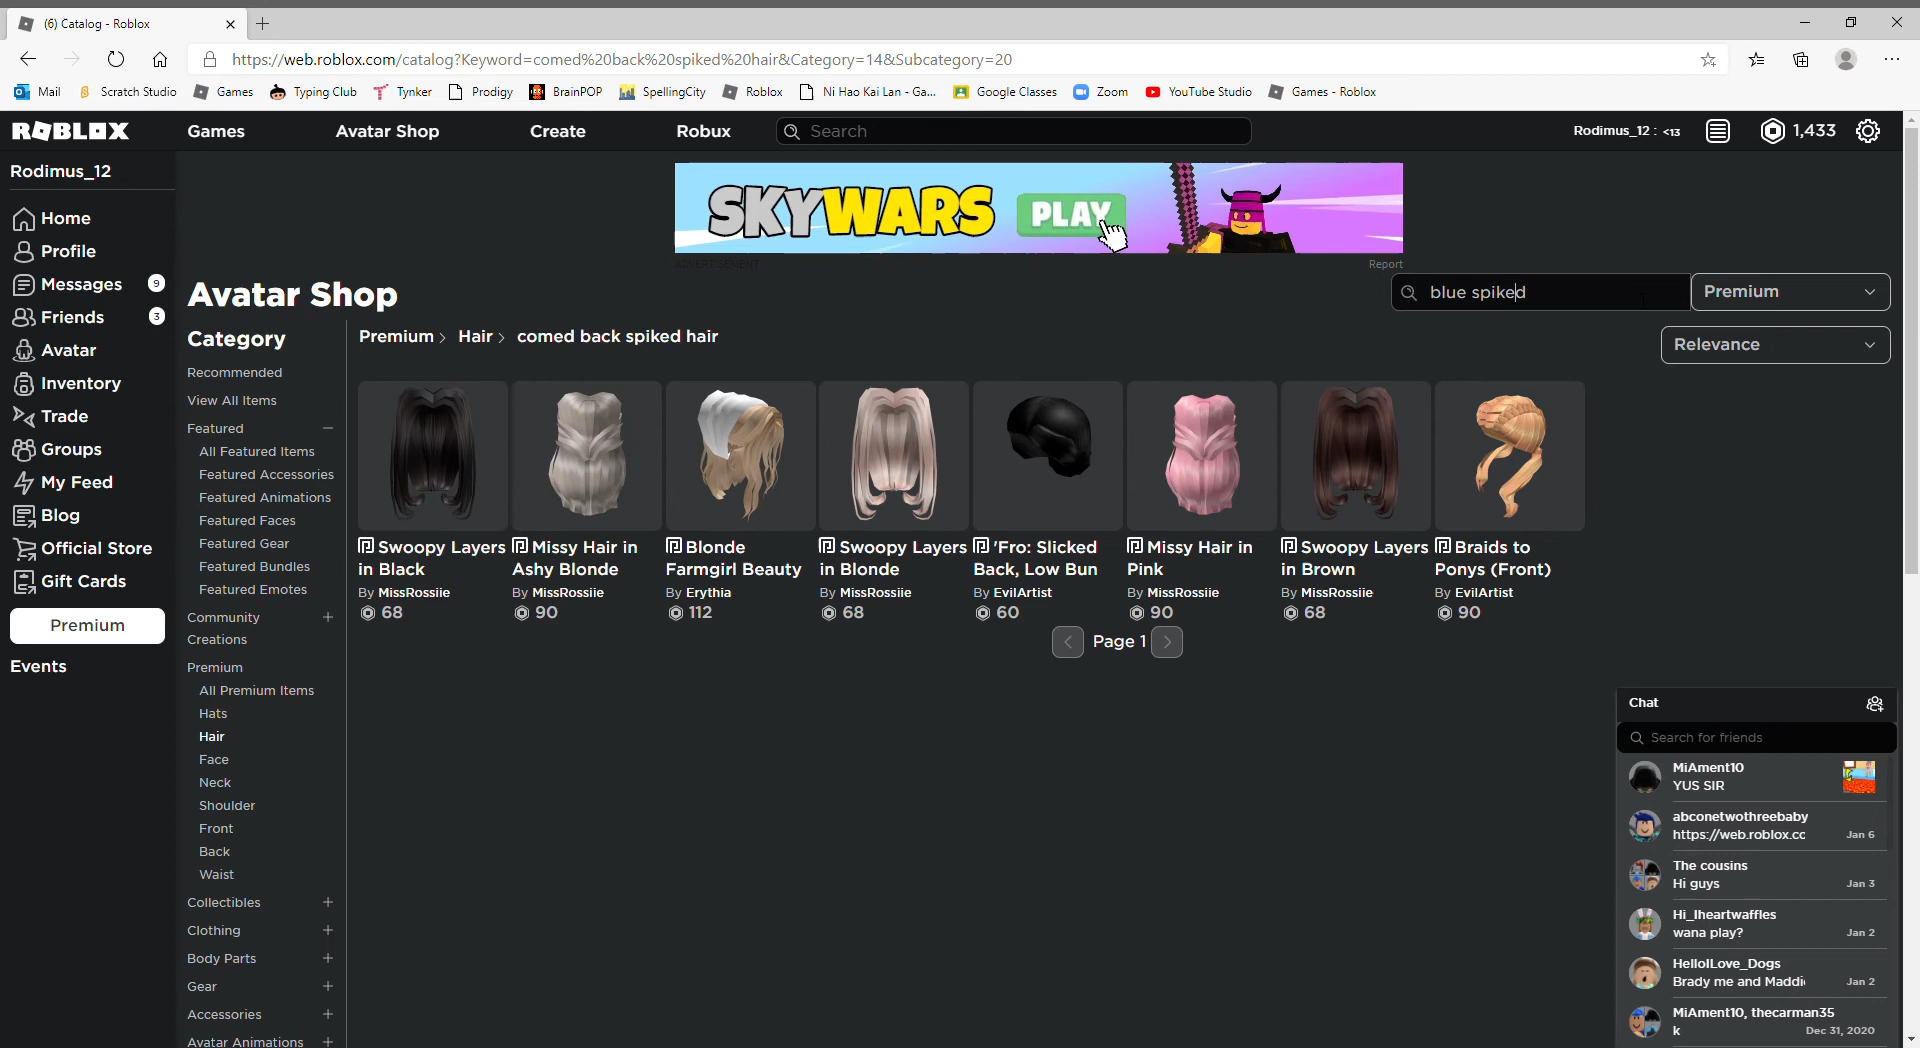 (6) Catalog - Roblox
https://web.roblox.com/catalog?Keyword=comed%20back%20spiked%20hair&Category=14&Subcategory=20
Mail Scratch Studio Games Typing Club Tynker Prodigy BrainPOP SpellingCity Roblox Ni Hao Kai Lan - Ga... Google Classes Zoom YouTube Studio Games - Roblox
ROBLOX Games Avatar Shop Create Robux Search Rodimus_12 : <13 1,433
Rodimus_12
Home
Profile
Messages 9
Friends 3
Avatar
Inventory
Trade
Groups
My Feed
Blog
Official Store
Gift Cards
Premium
Events
SKYWARS PLAY
ADVERTISEMENT Report
Avatar Shop
blue spiked Premium
Relevance
Category
Recommended
View All Items
Featured
All Featured Items
Featured Accessories
Featured Animations
Featured Faces
Featured Gear
Featured Bundles
Featured Emotes
Community
Creations
Premium
All Premium Items
Hats
Hair
Face
Neck
Shoulder
Front
Back
Waist
Collectibles
Clothing
Body Parts
Gear
Accessories
Avatar Animations
Premium > Hair > comed back spiked hair
Swoopy Layers
in Black
By MissRossiie
68
Missy Hair in
Ashy Blonde
By MissRossiie
90
Blonde
Farmgirl Beauty
By Erythia
112
Swoopy Layers
in Blonde
By MissRossiie
68
'Fro: Slicked
Back, Low Bun
By EvilArtist
60
Missy Hair in
Pink
By MissRossiie
90
Swoopy Layers
in Brown
By MissRossiie
68
Braids to
Ponys (Front)
By EvilArtist
90
Page 1
Chat
Search for friends
MiAment10
YUS SIR
abconetwothreebaby
https://web.roblox.cc Jan 6
The cousins
Hi guys Jan 3
Hi_Iheartwaffles
wana play? Jan 2
HelloILove_Dogs
Brady me and Maddi Jan 2
MiAment10, thecarman35
k Dec 31, 2020